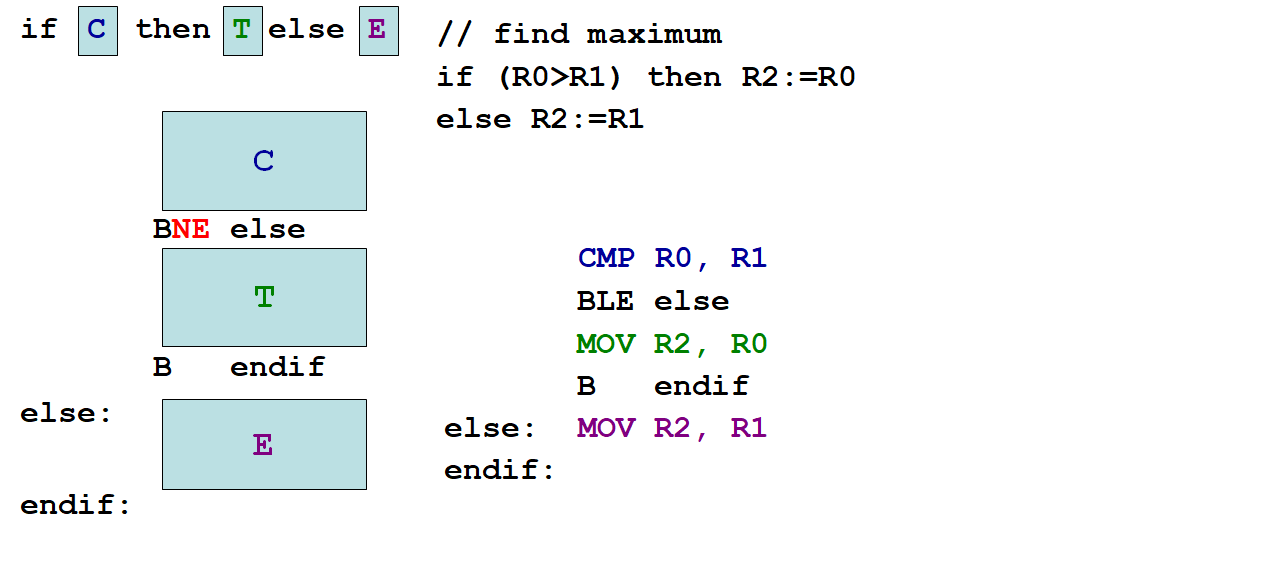 if C then T else E
C
BNE else
T
B endif
else:
E
endif:
// find maximum
if (R0>R1) then R2:=R0
else R2:=R1
CMP R0, R1
BLE else
MOV R2, R0
B endif
else: MOV R2, R1
endif: